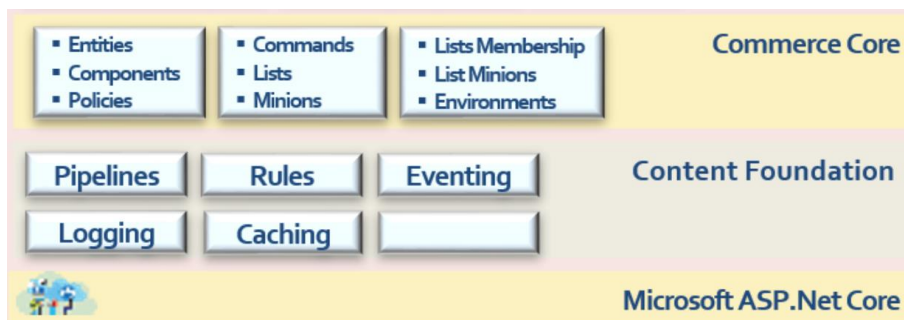 ▪ Entities
▪ Components
▪ Policies
▪ Commands
▪ Lists
▪ Minions
▪ Lists Membership
▪ List Minions
▪ Environments
Commerce Core
Pipelines
Rules
Eventing
Content Foundation
Logging
Caching
Microsoft ASP.Net Core